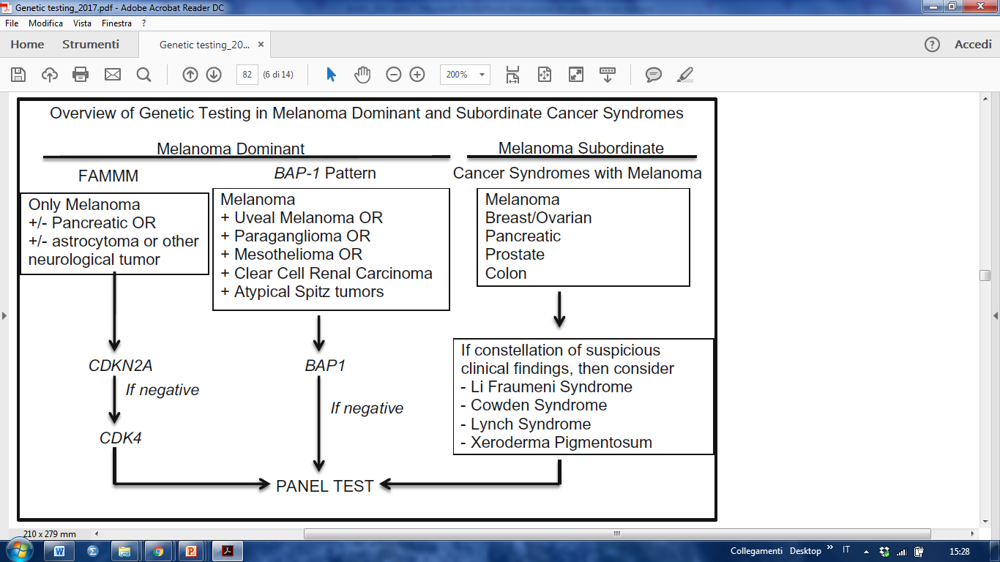 Genetic testing_2017.pdf - Adobe Acrobat Reader DC
File Modifica Vista Finestra ?
Home Strumenti Genetic testing_20... × ? Accedi
82 (6 di 14) 200%
Overview of Genetic Testing in Melanoma Dominant and Subordinate Cancer Syndromes
Melanoma Dominant
FAMMM
Only Melanoma
+/- Pancreatic OR
+/- astrocytoma or other
neurological tumor
CDKN2A
If negative
CDK4
BAP-1 Pattern
Melanoma
+ Uveal Melanoma OR
+ Paraganglioma OR
+ Mesothelioma OR
+ Clear Cell Renal Carcinoma
+ Atypical Spitz tumors
BAP1
If negative
Melanoma Subordinate
Cancer Syndromes with Melanoma
Melanoma
Breast/Ovarian
Pancreatic
Prostate
Colon
If constellation of suspicious
clinical findings, then consider
- Li Fraumeni Syndrome
- Cowden Syndrome
- Lynch Syndrome
- Xeroderma Pigmentosum
PANEL TEST
210 x 279 mm
Collegamenti Desktop » IT 15:28